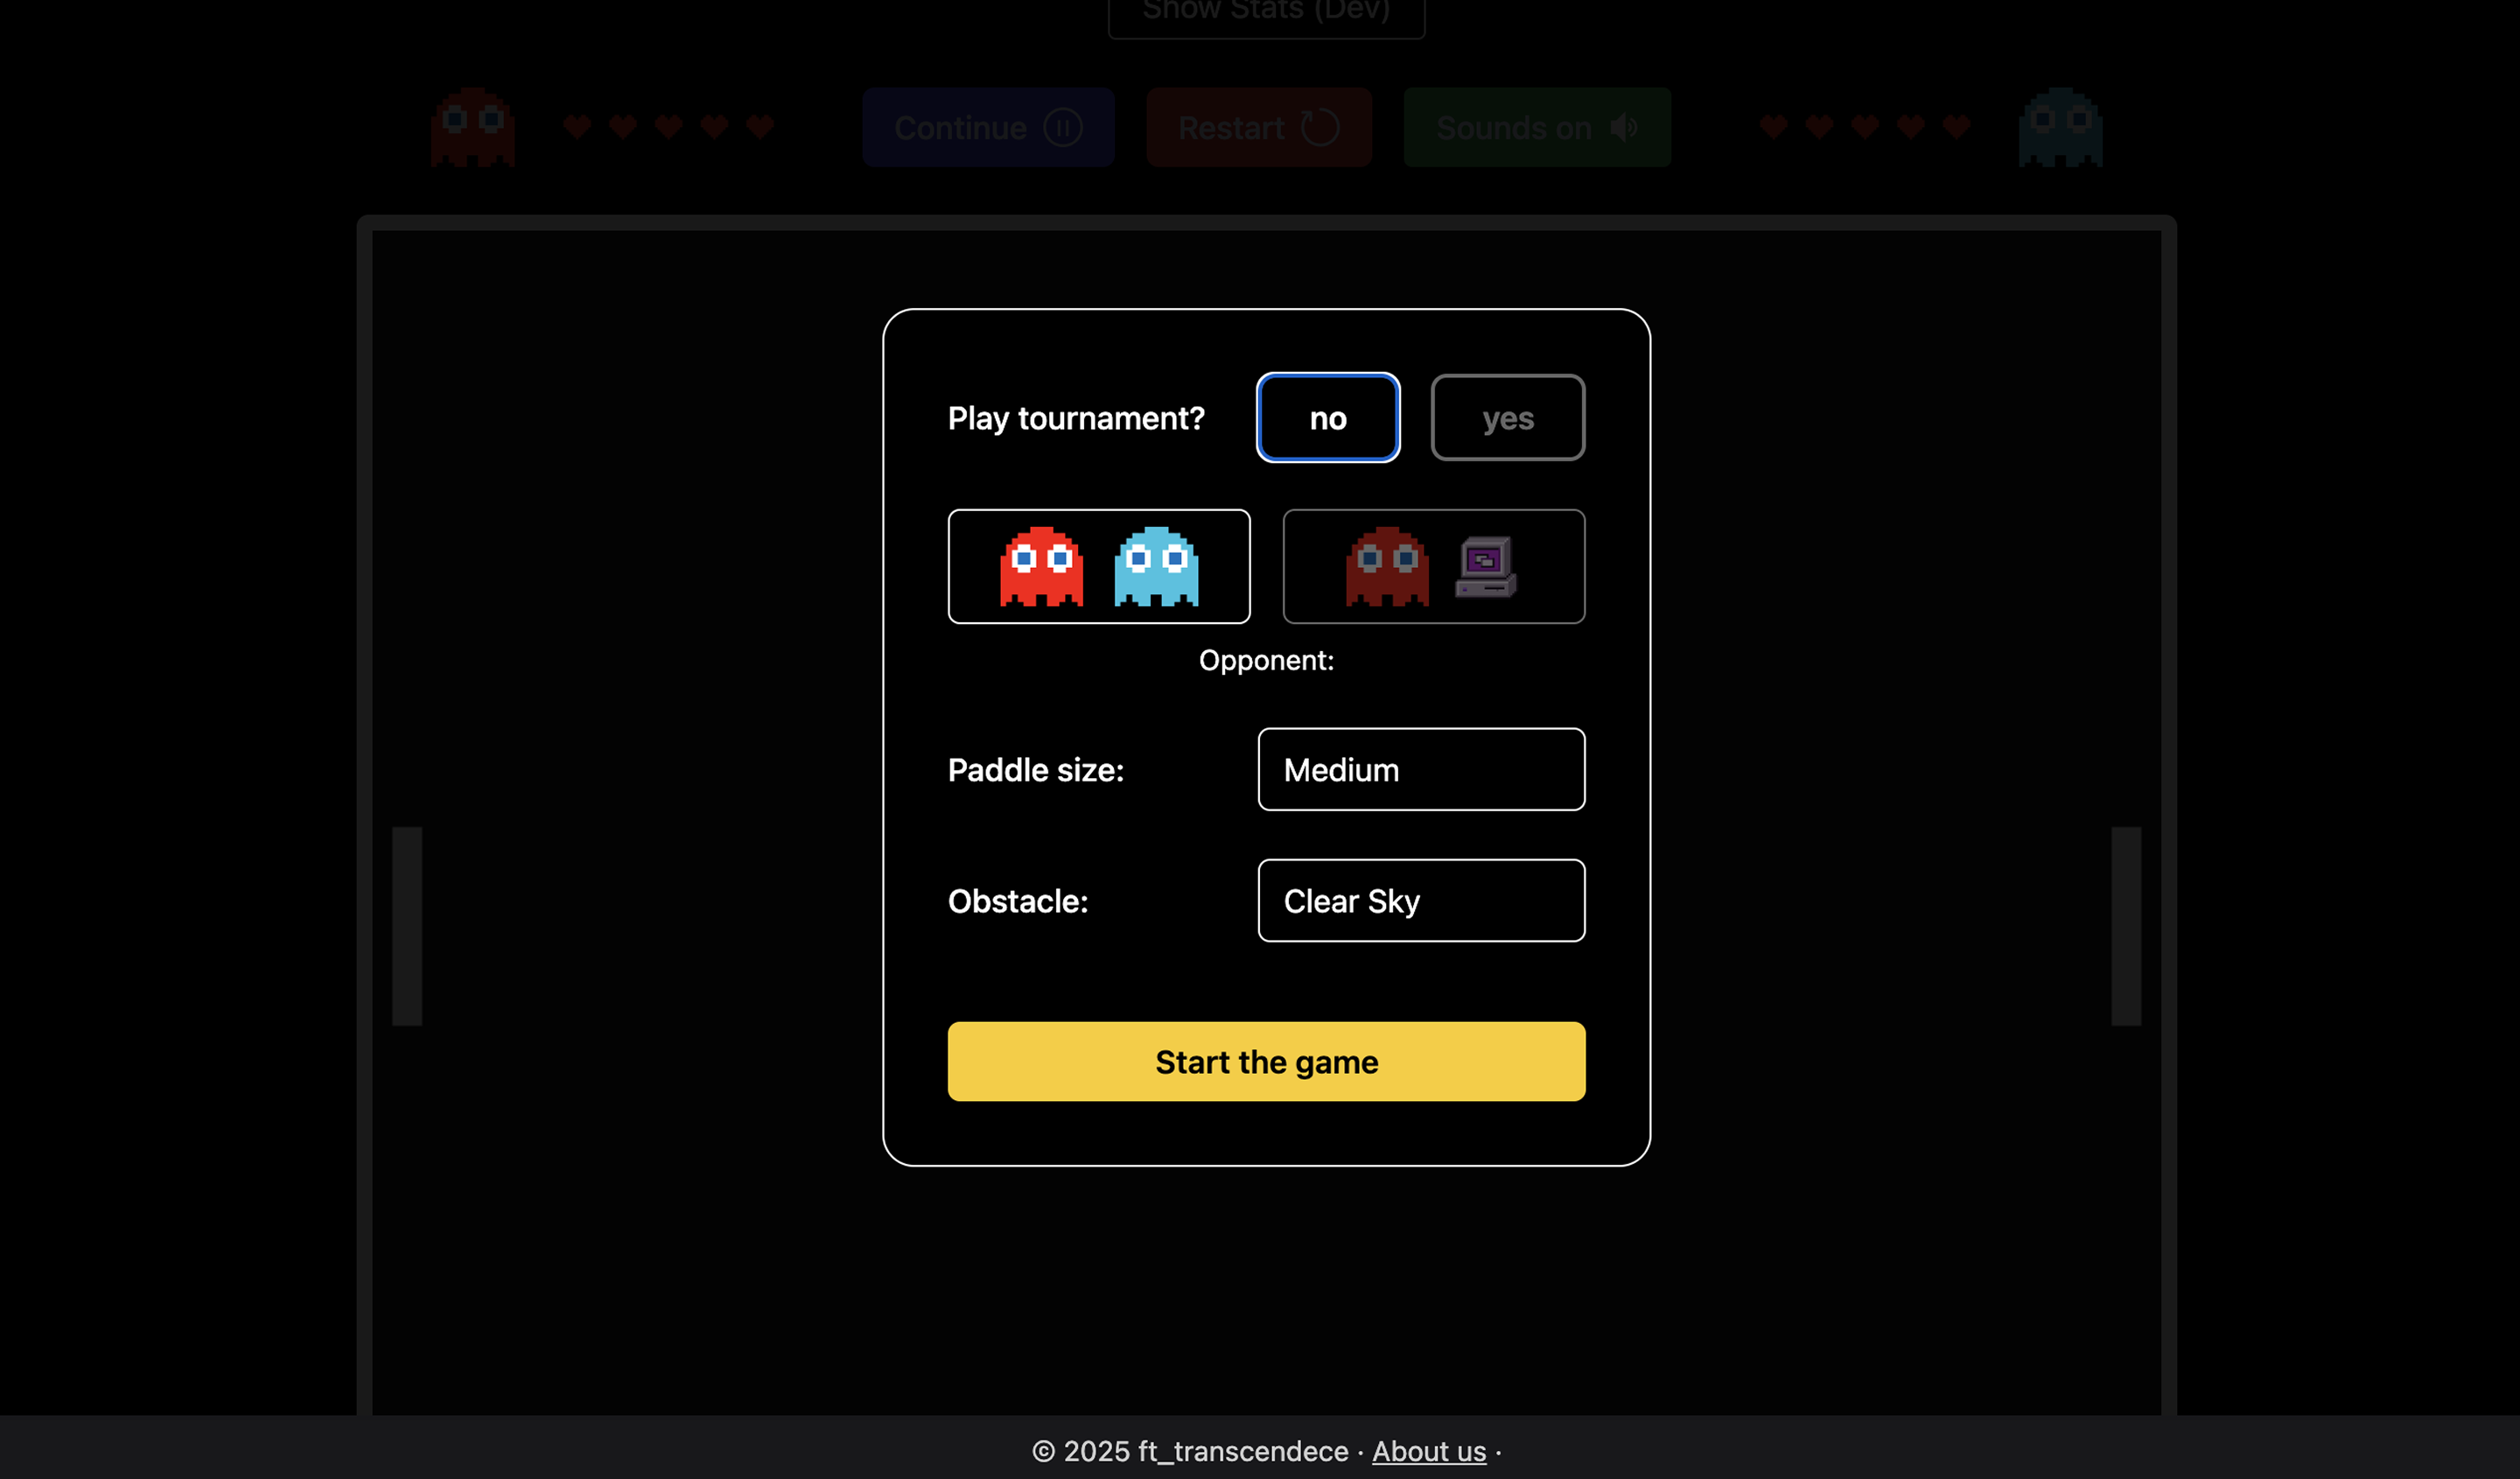 Show Stats (Dev)
Continue
Restart
Sounds on
Play tournament? no yes
Opponent:
Paddle size: Medium
Obstacle: Clear Sky
Start the game
© 2025 ft_transcendece · About us ·